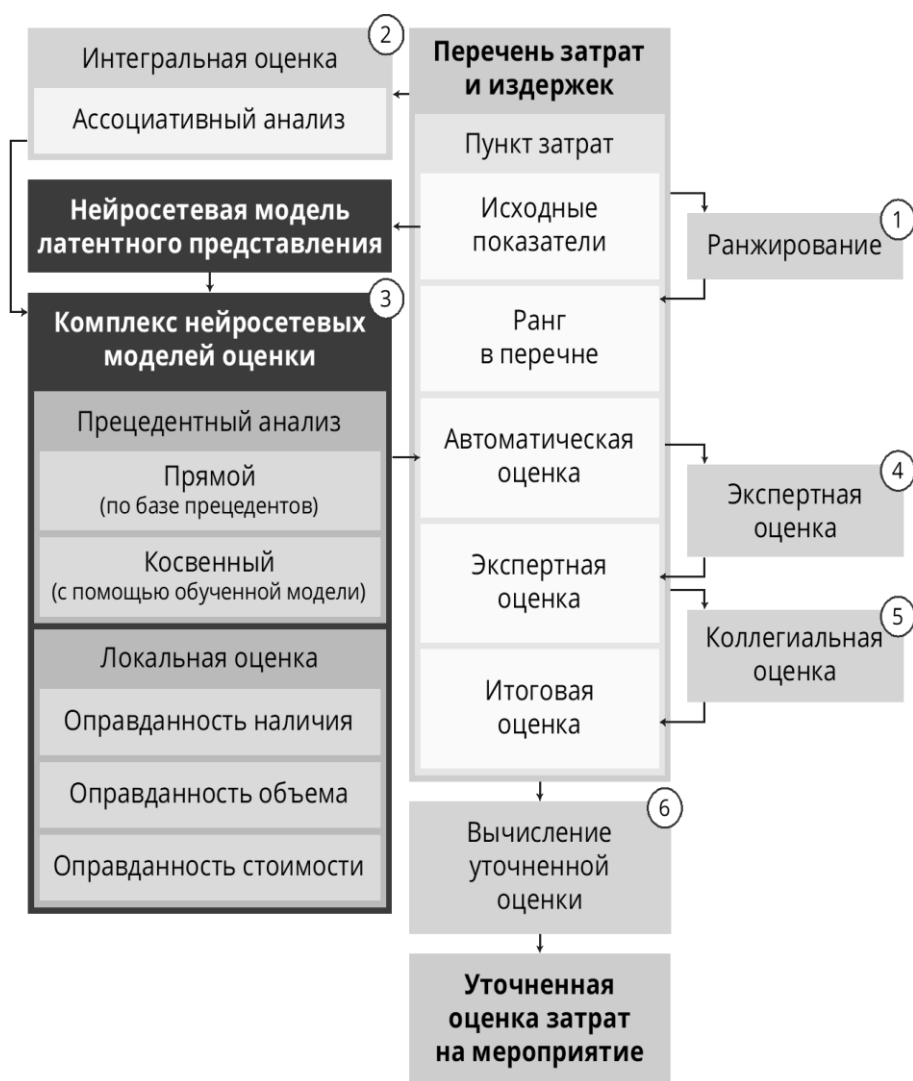 2
Интегральная оценка
Ассоциативный анализ
Нейросетевая модель
латентного представления
3
Комплекс нейросетевых
моделей оценки
Прецедентный анализ
Прямой
(по базе прецедентов)
Косвенный
(с помощью обученной модели)
Локальная оценка
Оправданность наличия
Оправданность объема
Оправданность стоимости
Перечень затрат
и издержек
Пункт затрат
Исходные
показатели
Ранг
в перечне
Автоматическая
оценка
Экспертная
оценка
Итоговая
оценка
1
Ранжирование
4
Экспертная
оценка
5
Коллегиальная
оценка
6
Вычисление
уточненной
оценки
Уточненная
оценка затрат
на мероприятие